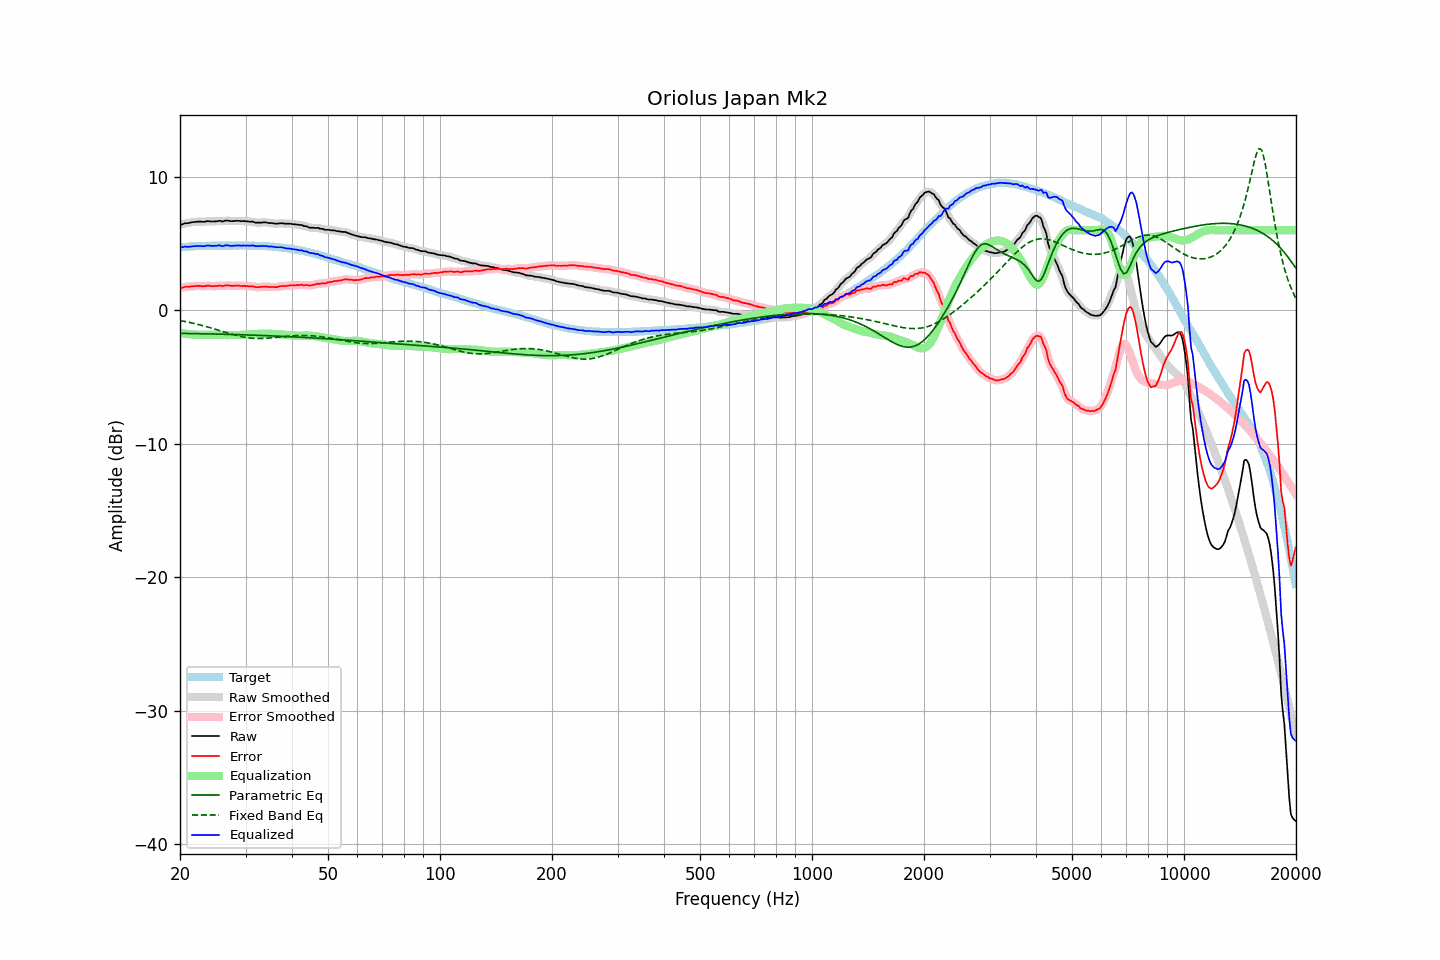 Oriolus Japan Mk2
Amplitude (dBr)
10
0
−10
−20
−30
−40
Target
Raw Smoothed
Error Smoothed
Raw
Error
Equalization
Parametric Eq
Fixed Band Eq
Equalized
20 50 100 200 500 1000 2000 5000 10000 20000
Frequency (Hz)